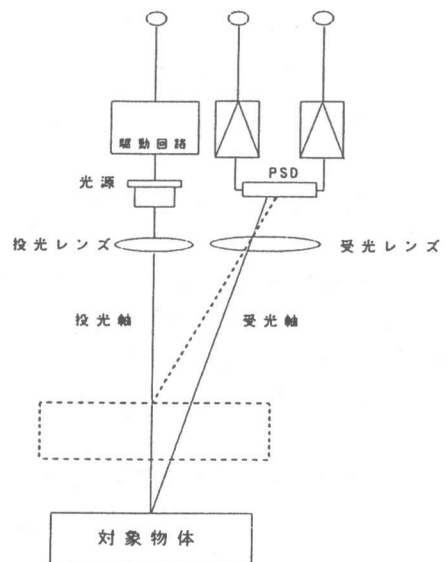 駆動回路
PSD
光源
投光レンズ
受光レンズ
投光軸
受光軸
対象物体